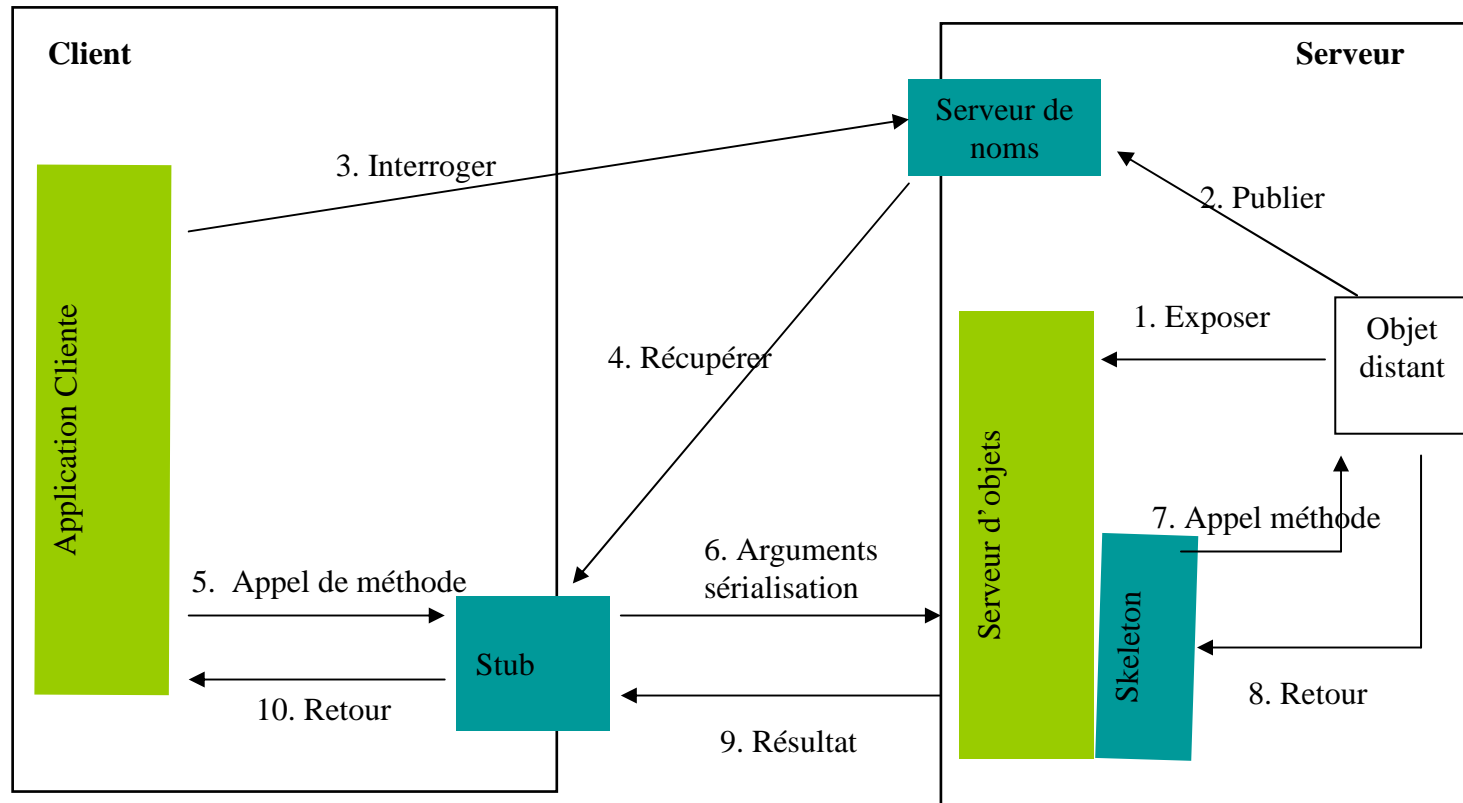 Client
Serveur
Serveur de
noms
3. Interroger
2. Publier
1. Exposer
Objet
distant
4. Récupérer
Application Cliente
Serveur d'objets
7. Appel méthode
6. Arguments
sérialisation
5.  Appel de méthode
Stub
Skeleton
8. Retour
10. Retour
9. Résultat